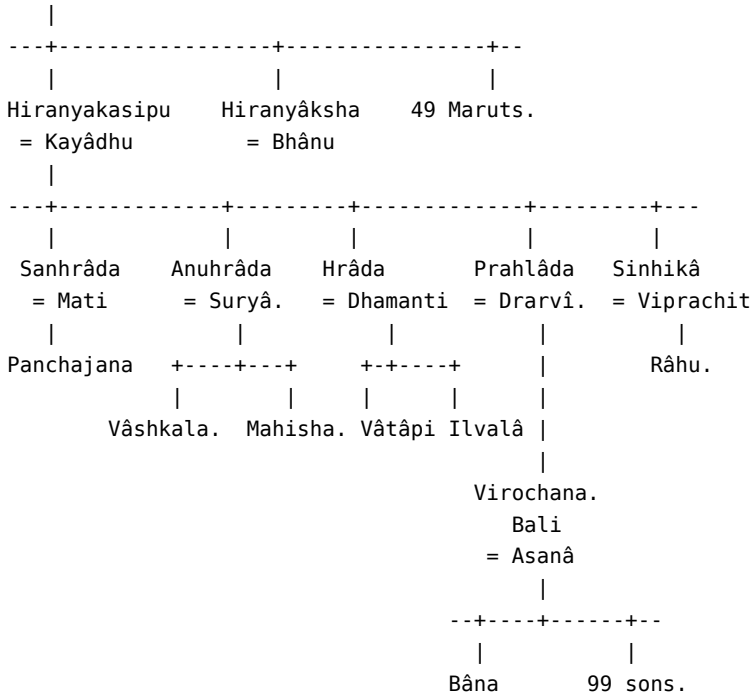 |
---+-----------------+----------------+--
| | |
Hiranyakasipu Hiranyâksha 49 Maruts.
= Kayâdhu = Bhânu
|
---+-------------+---------+-------------+---------+---
| | | | |
Sanhrâda Anuhrâda Hrâda Prahlâda Sinhikâ
= Mati = Suryâ. = Dhamanti = Drarvî. = Viprachit
| | | | |
Panchajana +----+---+ +-+----+ | Râhu.
| | | | |
Vâshkala. Mahisha. Vâtâpi Ilvalâ |
|
Virochana.
Bali
= Asanâ
|
--+----+------+--
| |
Bâna 99 sons.